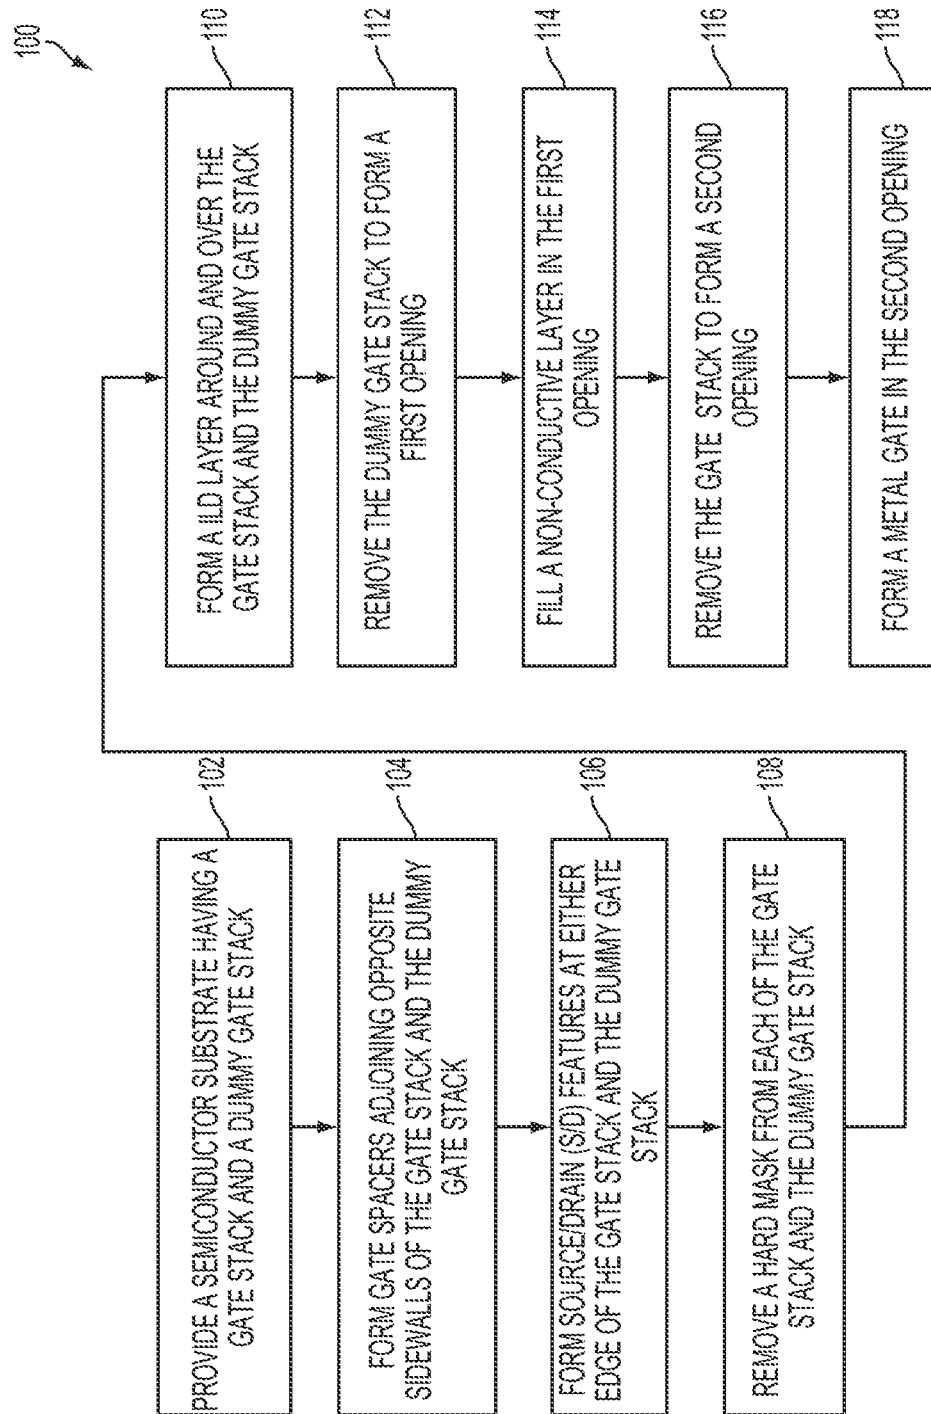 100
PROVIDE A SEMICONDUCTOR SUBSTRATE HAVING A
GATE STACK AND A DUMMY GATE STACK
102
FORM GATE SPACERS ADJOINING OPPOSITE
SIDEWALLS OF THE GATE STACK AND THE DUMMY
GATE STACK
104
FORM SOURCE/DRAIN (S/D) FEATURES AT EITHER
EDGE OF THE GATE STACK AND THE DUMMY GATE
STACK
106
REMOVE A HARD MASK FROM EACH OF THE GATE
STACK AND THE DUMMY GATE STACK
108
FORM A ILD LAYER AROUND AND OVER THE
GATE STACK AND THE DUMMY GATE STACK
110
REMOVE THE DUMMY GATE STACK TO FORM A
FIRST OPENING
112
FILL A NON-CONDUCTIVE LAYER IN THE FIRST
OPENING
114
REMOVE THE GATE STACK TO FORM A SECOND
OPENING
116
FORM A METAL GATE IN THE SECOND OPENING
118